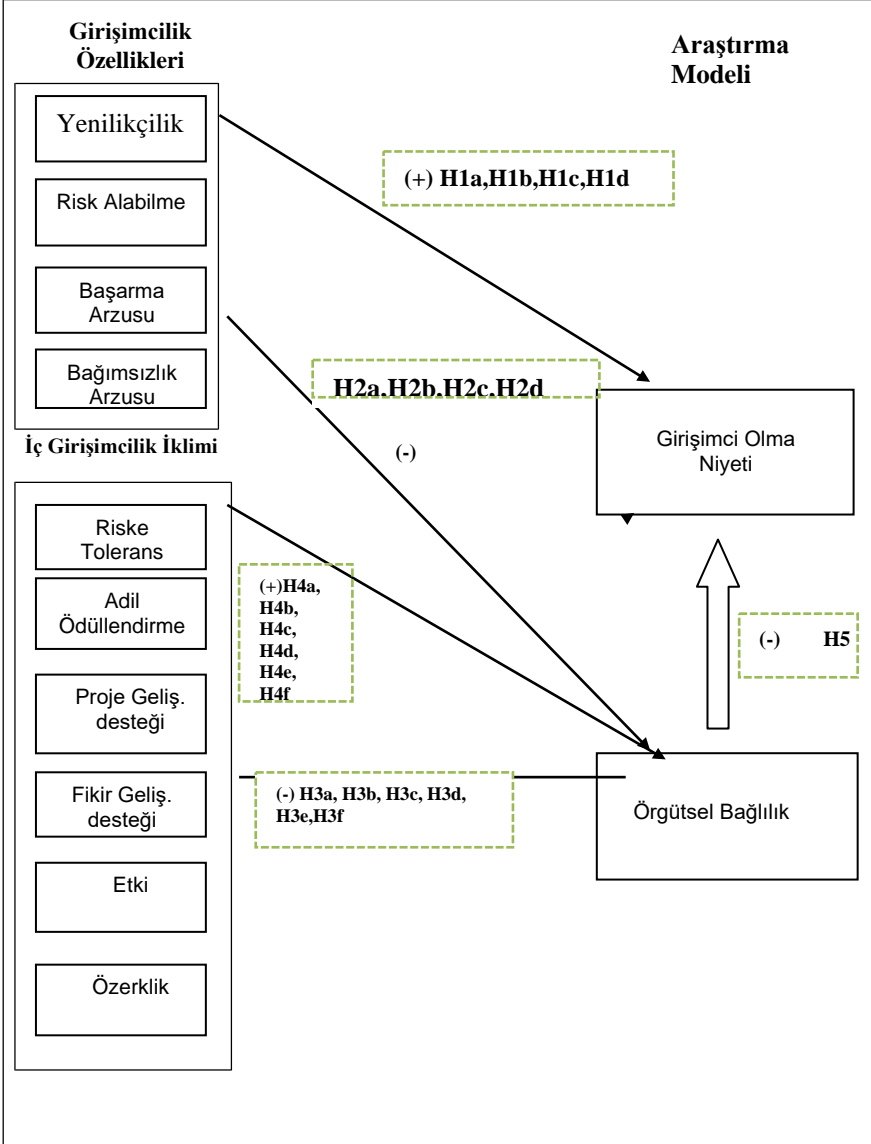 Girişimcilik
Özellikleri
Araştırma
Modeli
Yenilikçilik
Risk Alabilme
Başarma
Arzusu
Bağımsızlık
Arzusu
(+) H1a,H1b,H1c,H1d
H2a,H2b,H2c,H2d
(-)
Girişimci Olma
Niyeti
İç Girişimcilik İklimi
Riske
Tolerans
Adil
Ödüllendirme
Proje Geliş.
desteği
Fikir Geliş.
desteği
Etki
Özerklik
(+)H4a,
H4b,
H4c,
H4d,
H4e,
H4f
(-) H5
(-) H3a, H3b, H3c, H3d,
H3e,H3f
Örgütsel Bağlılık